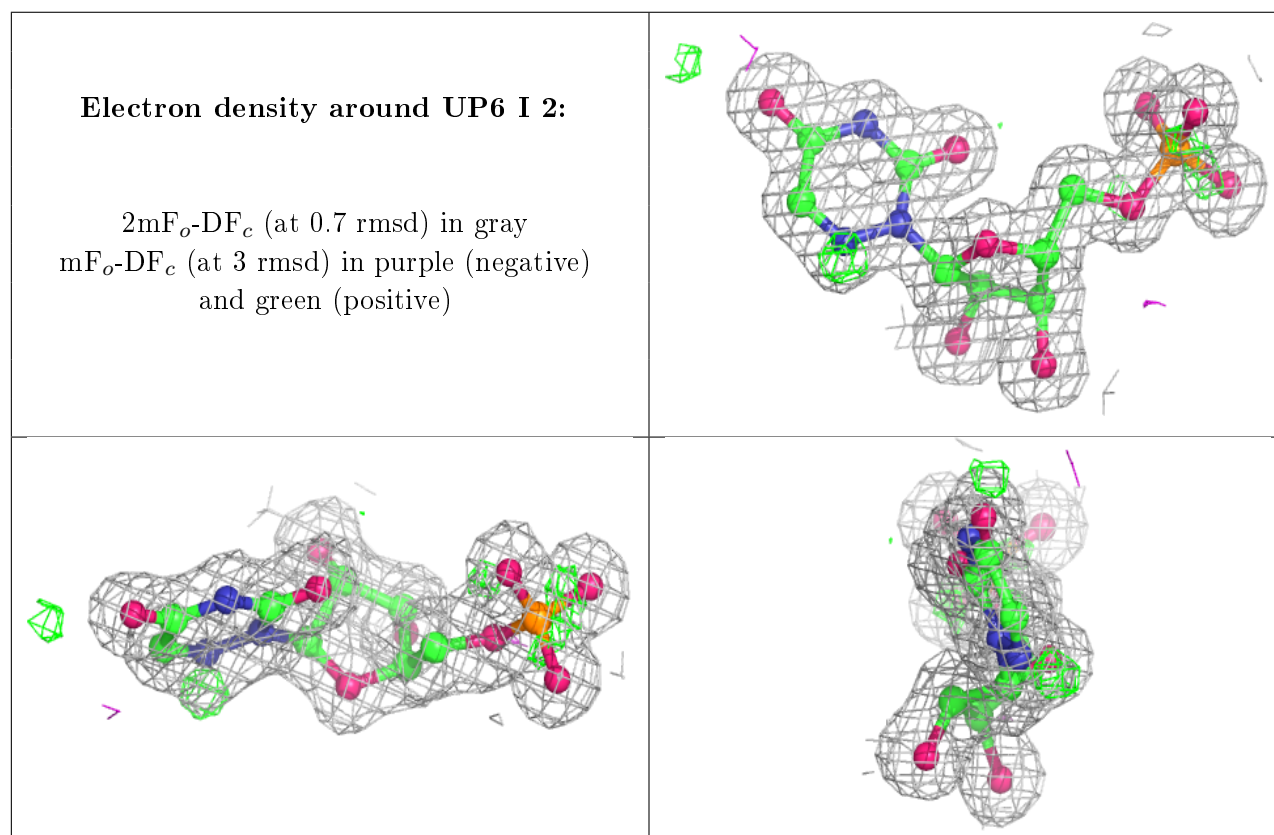 Electron density around UP6 I 2:
2mFo-DFc (at 0.7 rmsd) in gray
mFo-DFc (at 3 rmsd) in purple (negative)
and green (positive)